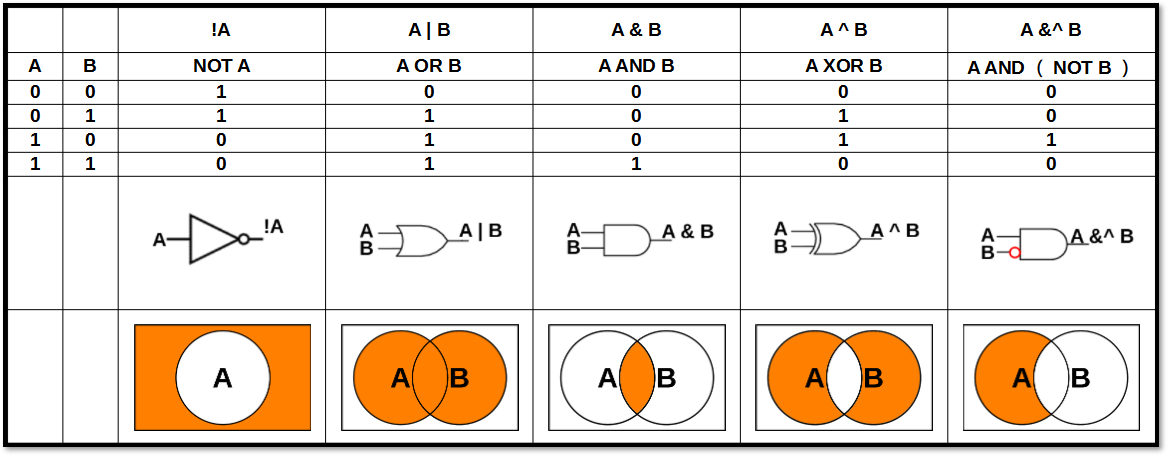 !A A | B A & B A ^ B A &^ B
A B NOT A A OR B A AND B A XOR B A AND ( NOT B )
0 0 1 0 0 0 0
0 1 1 1 0 1 0
1 0 0 1 0 1 1
1 1 0 1 1 0 0
A !A A B A | B A B A & B A B A ^ B A B A &^ B
A A B A B A B A B